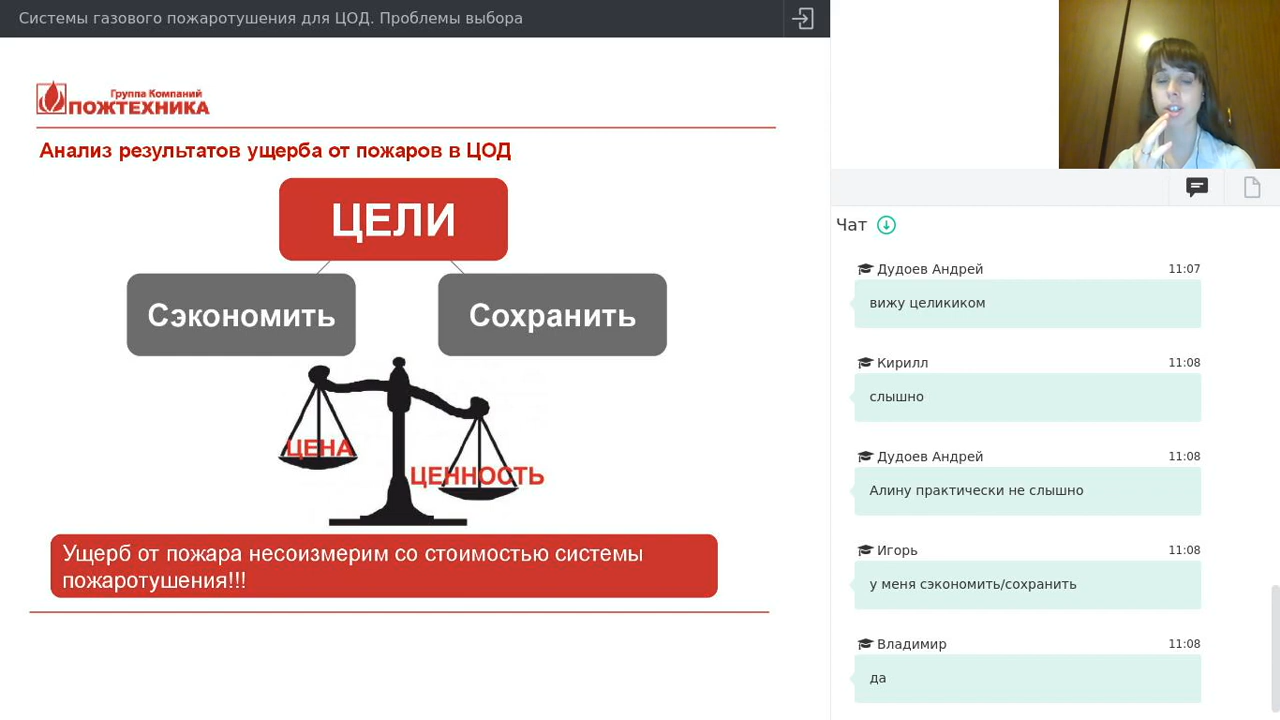 Системы газового пожаротушения для ЦОД. Проблемы выбора
Группа Компаний
ПОЖТЕХНИКА
Анализ результатов ущерба от пожаров в ЦОД
ЦЕЛИ
Сэкономить
Сохранить
ЦЕНА
ЦЕННОСТЬ
Ущерб от пожара несоизмерим со стоимостью системы
пожаротушения!!!
Чат
Дудоев Андрей 11:07
вижу целикиком
Кирилл 11:08
слышно
Дудоев Андрей 11:08
Алину практически не слышно
Игорь 11:08
у меня сэкономить/сохранить
Владимир 11:08
да